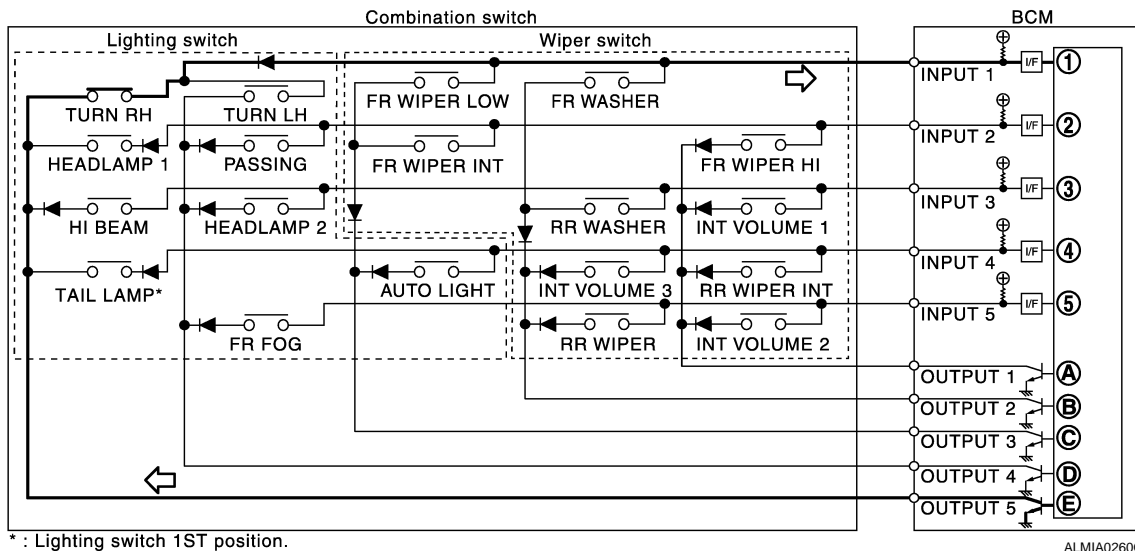 Combination switch
BCM
Lighting switch
Wiper switch
INPUT 1
I/F
1
TURN RH
TURN LH
FR WIPER LOW
FR WASHER
INPUT 2
I/F
2
HEADLAMP 1
PASSING
FR WIPER INT
FR WIPER HI
INPUT 3
I/F
3
HI BEAM
HEADLAMP 2
RR WASHER
INT VOLUME 1
INPUT 4
I/F
4
TAIL LAMP*
AUTO LIGHT
INT VOLUME 3
RR WIPER INT
INPUT 5
I/F
5
FR FOG
RR WIPER
INT VOLUME 2
OUTPUT 1
A
OUTPUT 2
B
OUTPUT 3
C
OUTPUT 4
D
OUTPUT 5
E
* : Lighting switch 1ST position.